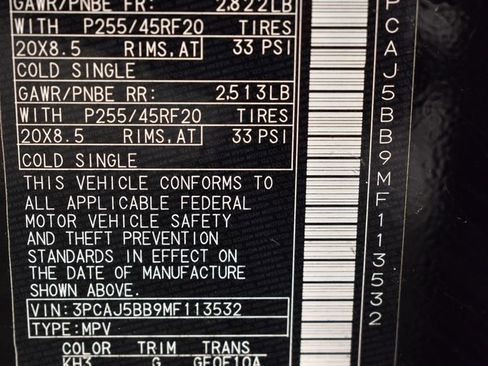 GAWR/PNBE FR: 2,822LB
WITH P255/45RF20 TIRES
20X8.5 RIMS,AT 33 PSI
COLD SINGLE
GAWR/PNBE RR: 2,513LB
WITH P255/45RF20 TIRES
20X8.5 RIMS,AT 33 PSI
COLD SINGLE
THIS VEHICLE CONFORMS TO
ALL APPLICABLE FEDERAL
MOTOR VEHICLE SAFETY
AND THEFT PREVENTION
STANDARDS IN EFFECT ON
THE DATE OF MANUFACTURE
SHOWN ABOVE.
VIN:3PCAJ5BB9MF113532
TYPE:MPV
COLOR TRIM TRANS
KH3 G GF0F10A
PCAJ5BB9MF113532